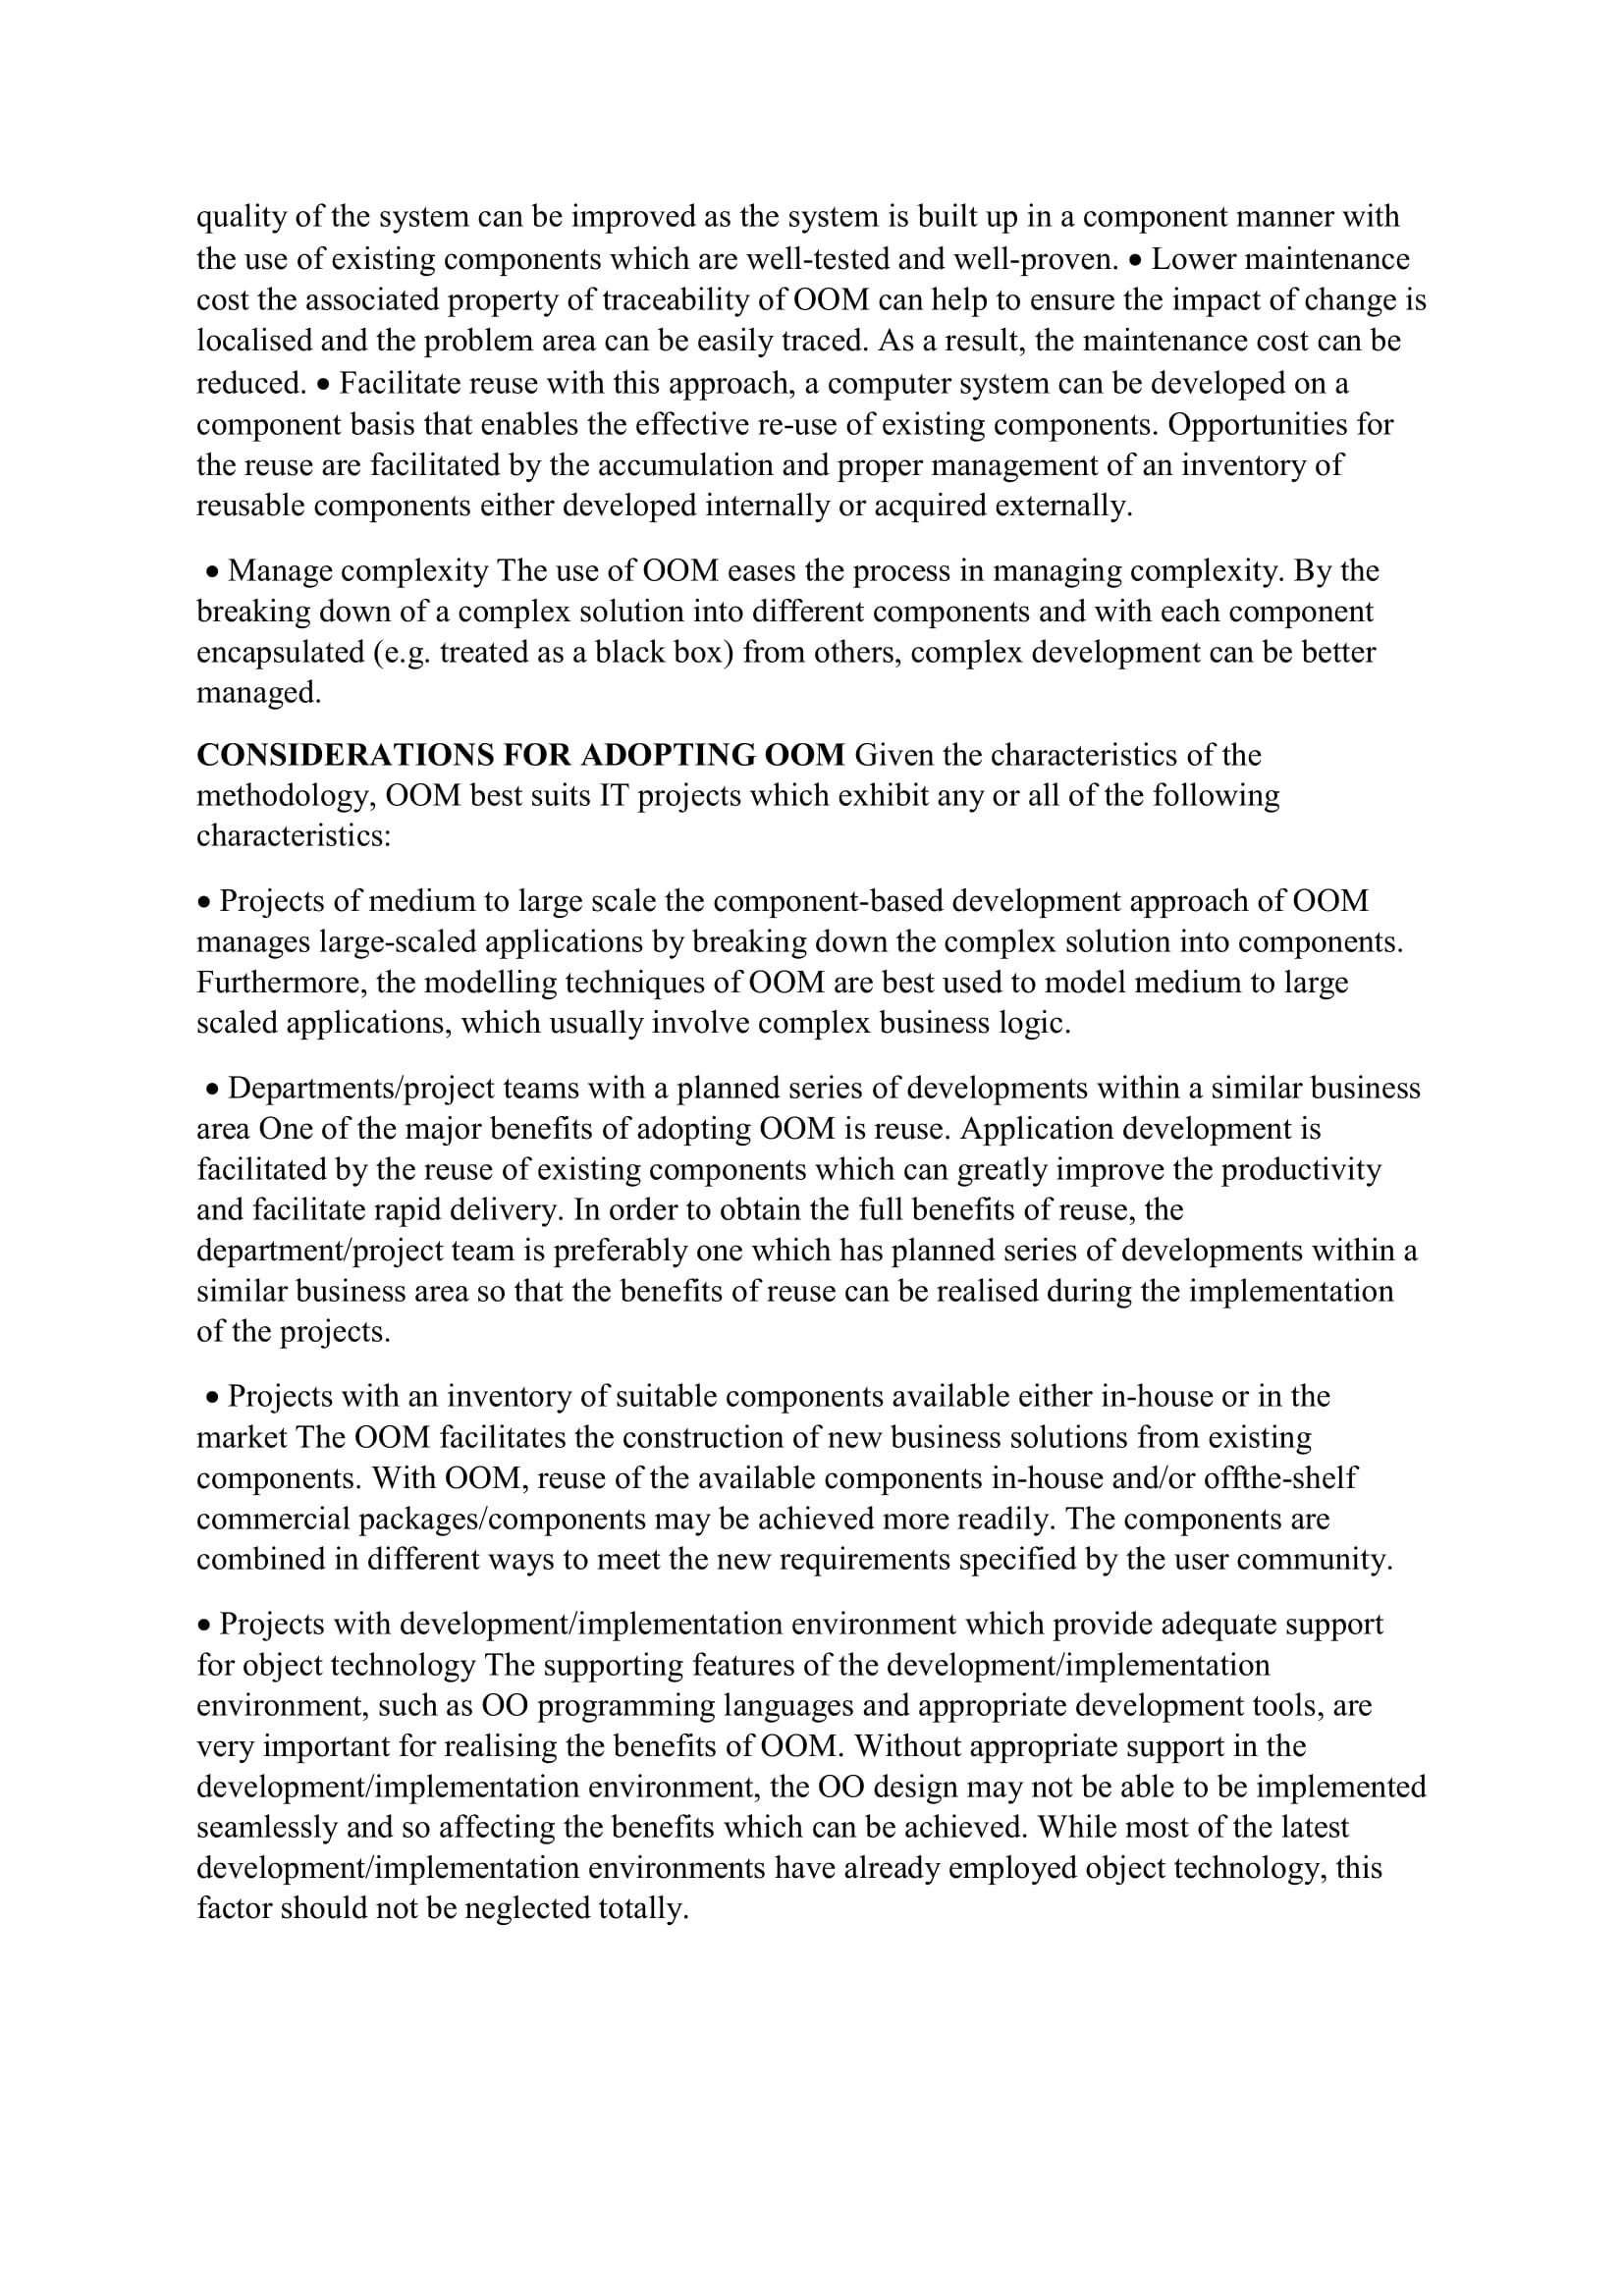 quality of the system can be improved as the system is built up in a component manner with
the use of existing components which are well-tested and well-proven. • Lower maintenance
cost the associated property of traceability of OOM can help to ensure the impact of change is
localised and the problem area can be easily traced. As a result, the maintenance cost can be
reduced. • Facilitate reuse with this approach, a computer system can be developed on a
component basis that enables the effective re-use of existing components. Opportunities for
the reuse are facilitated by the accumulation and proper management of an inventory of
reusable components either developed internally or acquired externally.
• Manage complexity The use of OOM eases the process in managing complexity. By the
breaking down of a complex solution into different components and with each component
encapsulated (e.g. treated as a black box) from others, complex development can be better
managed.
CONSIDERATIONS FOR ADOPTING OOM Given the characteristics of the
methodology, OOM best suits IT projects which exhibit any or all of the following
characteristics:
• Projects of medium to large scale the component-based development approach of OOM
manages large-scaled applications by breaking down the complex solution into components.
Furthermore, the modelling techniques of OOM are best used to model medium to large
scaled applications, which usually involve complex business logic.
• Departments/project teams with a planned series of developments within a similar business
area One of the major benefits of adopting OOM is reuse. Application development is
facilitated by the reuse of existing components which can greatly improve the productivity
and facilitate rapid delivery. In order to obtain the full benefits of reuse, the
department/project team is preferably one which has planned series of developments within a
similar business area so that the benefits of reuse can be realised during the implementation
of the projects.
• Projects with an inventory of suitable components available either in-house or in the
market The OOM facilitates the construction of new business solutions from existing
components. With OOM, reuse of the available components in-house and/or offthe-shelf
commercial packages/components may be achieved more readily. The components are
combined in different ways to meet the new requirements specified by the user community.
• Projects with development/implementation environment which provide adequate support
for object technology The supporting features of the development/implementation
environment, such as OO programming languages and appropriate development tools, are
very important for realising the benefits of OOM. Without appropriate support in the
development/implementation environment, the OO design may not be able to be implemented
seamlessly and so affecting the benefits which can be achieved. While most of the latest
development/implementation environments have already employed object technology, this
factor should not be neglected totally.